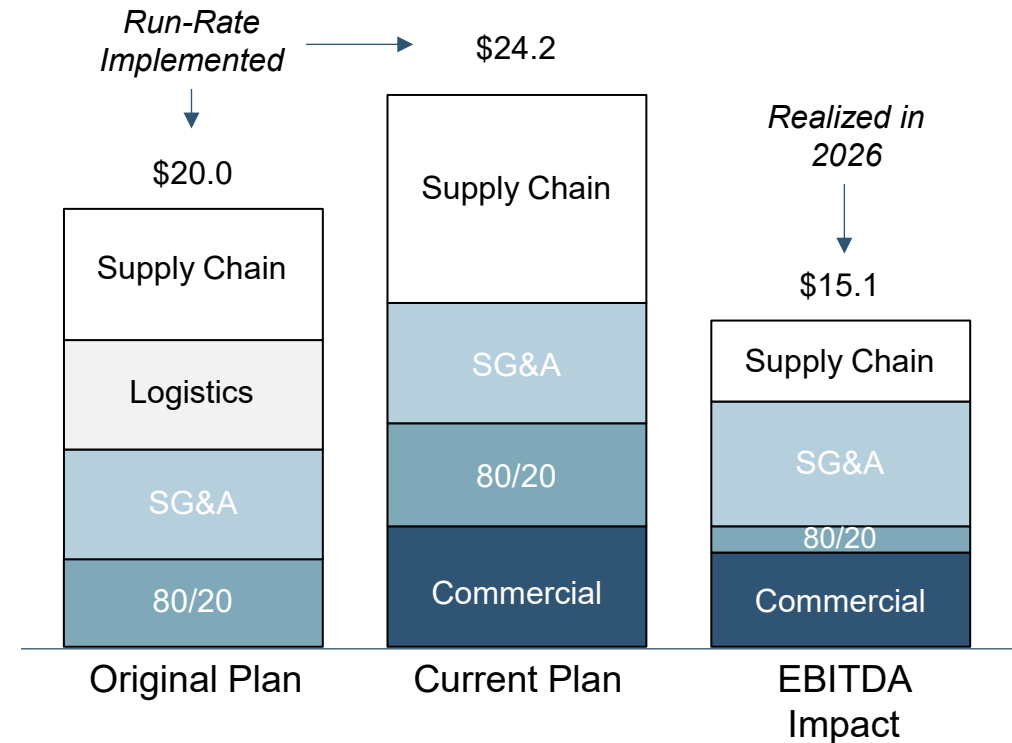 Run-Rate
Implemented
$20.0
Supply Chain
Logistics
SG&A
80/20
Original Plan
$24.2
Supply Chain
SG&A
80/20
Commercial
Current Plan
Realized in
2026
$15.1
Supply Chain
SG&A
80/20
Commercial
EBITDA
Impact